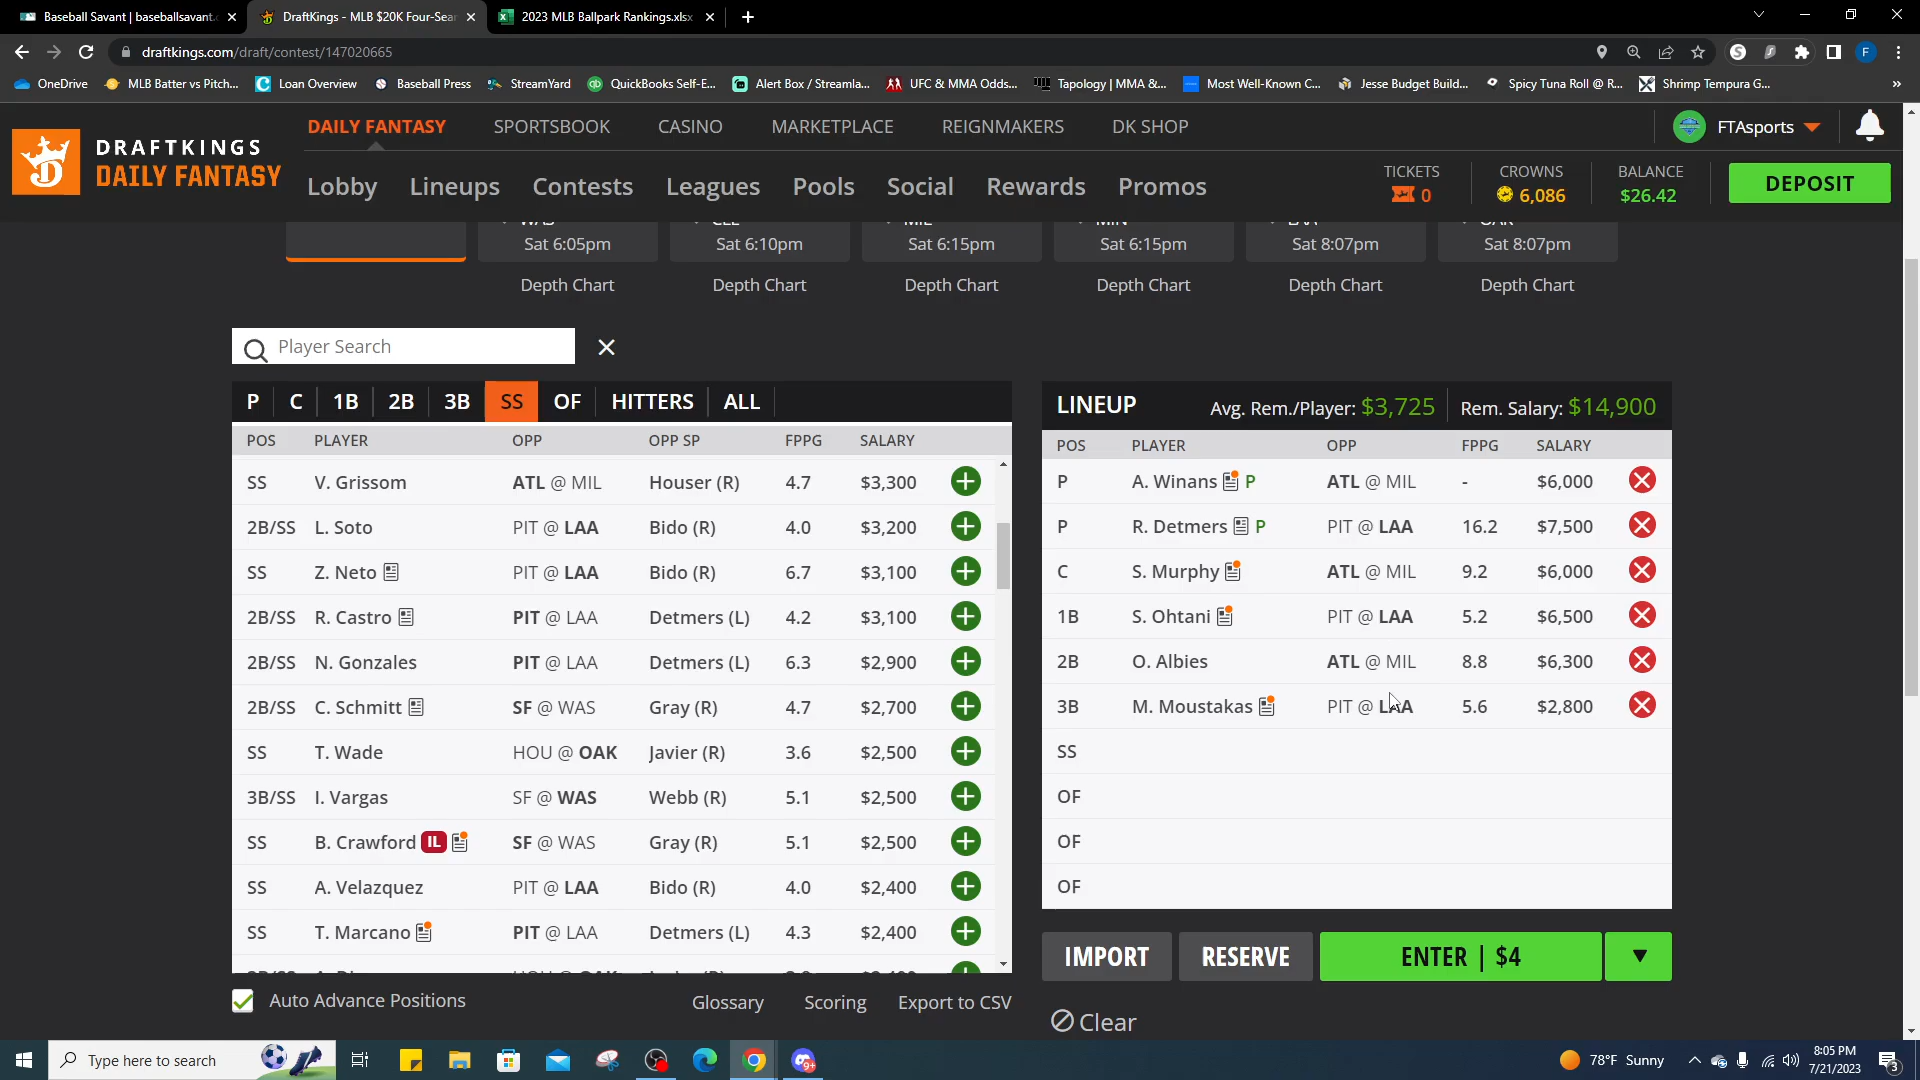 Baseball Savant | baseballsavant.
DraftKings - MLB $20K Four-Sea
2023 MLB Ballpark Rankings.xlsx
draftkings.com/draft/contest/147020665
OneDrive
MLB Batter vs Pitch...
Loan Overview
Baseball Press
StreamYard
QuickBooks Self-E...
Alert Box / Streamla...
UFC & MMA Odds...
Tapology | MMA &...
Most Well-Known C...
Jesse Budget Build...
Spicy Tuna Roll @ R...
Shrimp Tempura G...
DRAFTKINGS
DAILY FANTASY
DAILY FANTASY SPORTSBOOK CASINO MARKETPLACE REIGNMAKERS DK SHOP
FTAsports
Lobby Lineups Contests Leagues Pools Social Rewards Promos
TICKETS 0
CROWNS 6,086
BALANCE $26.42
DEPOSIT
WAS CLE MIL MIN LAA OAK
Sat 6:05pm Sat 6:10pm Sat 6:15pm Sat 6:15pm Sat 8:07pm Sat 8:07pm
Depth Chart Depth Chart Depth Chart Depth Chart Depth Chart Depth Chart
Player Search
P C 1B 2B 3B SS OF HITTERS ALL
POS PLAYER OPP OPP SP FPPG SALARY
SS V. Grissom ATL @ MIL Houser (R) 4.7 $3,300
2B/SS L. Soto PIT @ LAA Bido (R) 4.0 $3,200
SS Z. Neto PIT @ LAA Bido (R) 6.7 $3,100
2B/SS R. Castro PIT @ LAA Detmers (L) 4.2 $3,100
2B/SS N. Gonzales PIT @ LAA Detmers (L) 6.3 $2,900
2B/SS C. Schmitt SF @ WAS Gray (R) 4.7 $2,700
SS T. Wade HOU @ OAK Javier (R) 3.6 $2,500
3B/SS I. Vargas SF @ WAS Webb (R) 5.1 $2,500
SS B. Crawford IL SF @ WAS Gray (R) 5.1 $2,500
SS A. Velazquez PIT @ LAA Bido (R) 4.0 $2,400
SS T. Marcano PIT @ LAA Detmers (L) 4.3 $2,400
Auto Advance Positions
Glossary Scoring Export to CSV
LINEUP Avg. Rem./Player: $3,725 Rem. Salary: $14,900
POS PLAYER OPP FPPG SALARY
P A. Winans P ATL @ MIL - $6,000
P R. Detmers P PIT @ LAA 16.2 $7,500
C S. Murphy ATL @ MIL 9.2 $6,000
1B S. Ohtani PIT @ LAA 5.2 $6,500
2B O. Albies ATL @ MIL 8.8 $6,300
3B M. Moustakas PIT @ LAA 5.6 $2,800
SS
OF
OF
OF
IMPORT RESERVE ENTER | $4
Clear
Type here to search
9+
78°F Sunny
8:05 PM
7/21/2023
3